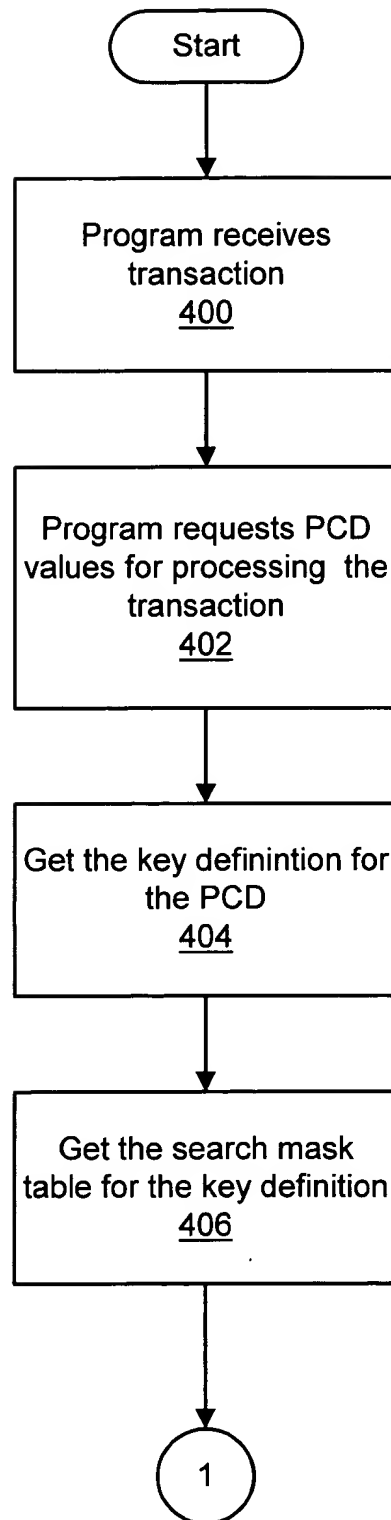 Start
Program receives
transaction
400
Program requests PCD
values for processing the
transaction
402
Get the key definintion for
the PCD
404
Get the search mask
table for the key definition
406
1